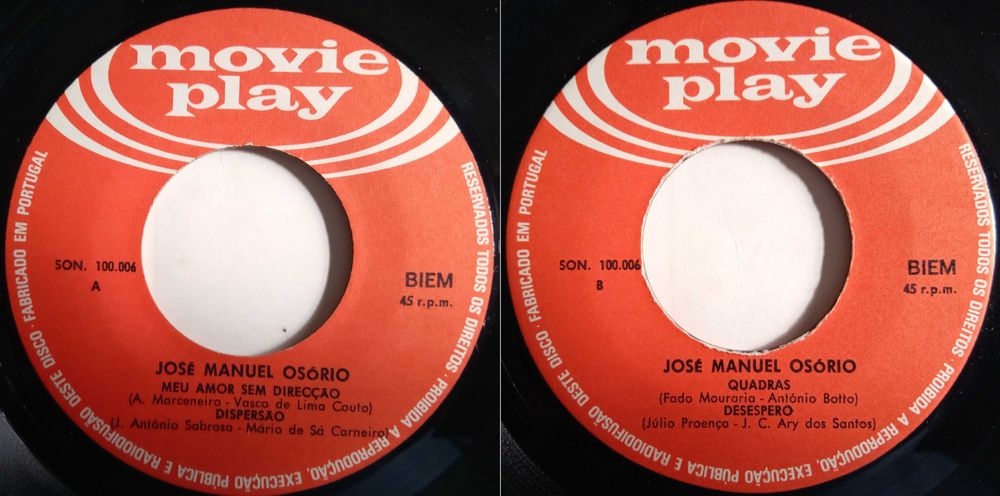 movie
play
SON. 100.006
A
BIEM
45 r.p.m.
JOSÉ MANUEL OSÓRIO
MEU AMOR SEM DIRECÇÃO
(A. Marceneiro - Vasco de Lima Couto)
DISPERSÃO
(J. António Sabrosa - Mário de Sá Carneiro)
RESERVADOS TODOS OS DIREITOS · PROIBIDA A REPRODUÇÃO, EXECUÇÃO PÚBLICA E RADIODIFUSÃO DESTE DISCO · FABRICADO EM PORTUGAL
movie
play
SON. 100.006
B
BIEM
45 r.p.m.
JOSÉ MANUEL OSÓRIO
QUADRAS
(Fado Mouraria - António Botto)
DESESPERO
(Júlio Proença - J. C. Ary dos Santos)
RESERVADOS TODOS OS DIREITOS · PROIBIDA A REPRODUÇÃO, EXECUÇÃO PÚBLICA E RADIODIFUSÃO DESTE DISCO · FABRICADO EM PORTUGAL